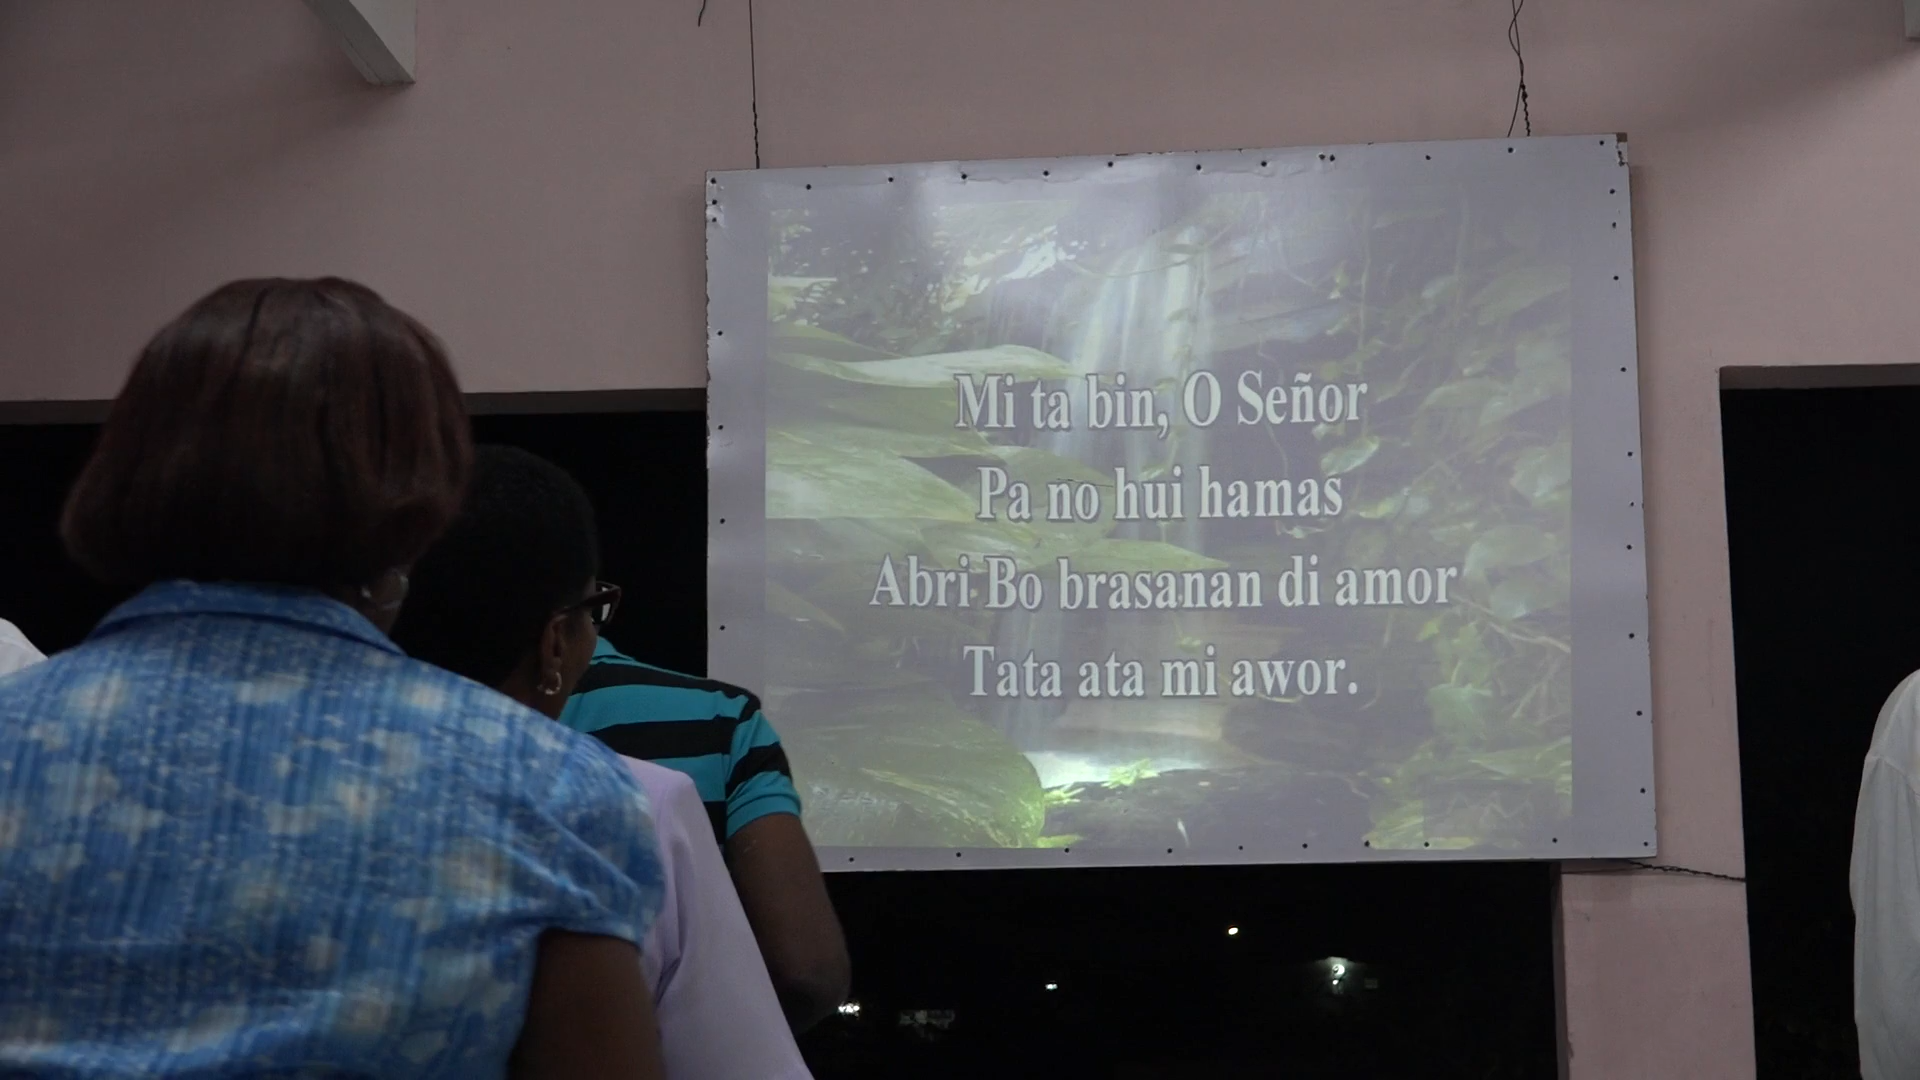 Mi ta bin, O Señor
Pa no hui hamas
Abri Bo brasanan di amor
Tata ata mi awor.